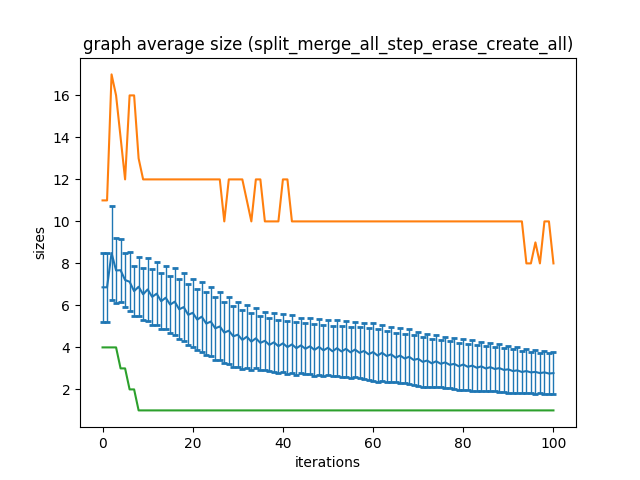 graph average size (split_merge_all_step_erase_create_all)
16
14
12
10
8
6
4
2
sizes
0 20 40 60 80 100
iterations